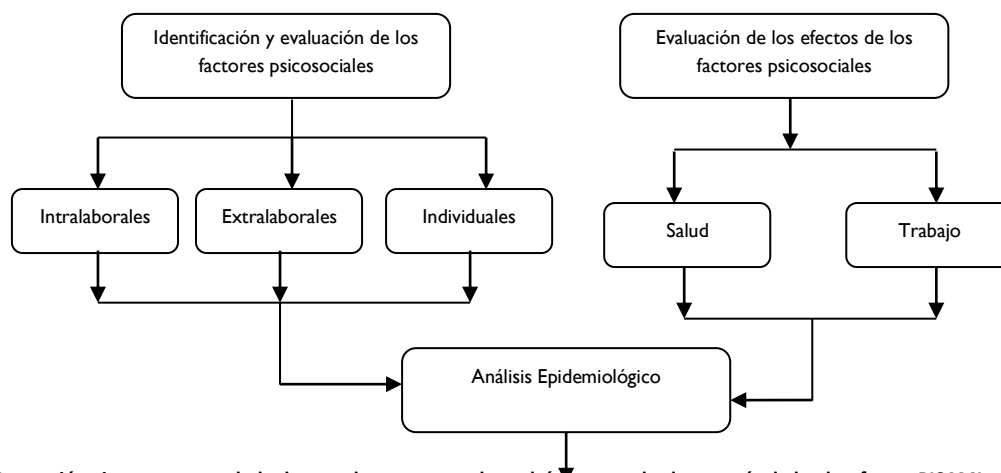 Identificación y evaluación de los
factores psicosociales
Evaluación de los efectos de los
factores psicosociales
Intralaborales
Extralaborales
Individuales
Salud
Trabajo
Análisis Epidemiológico